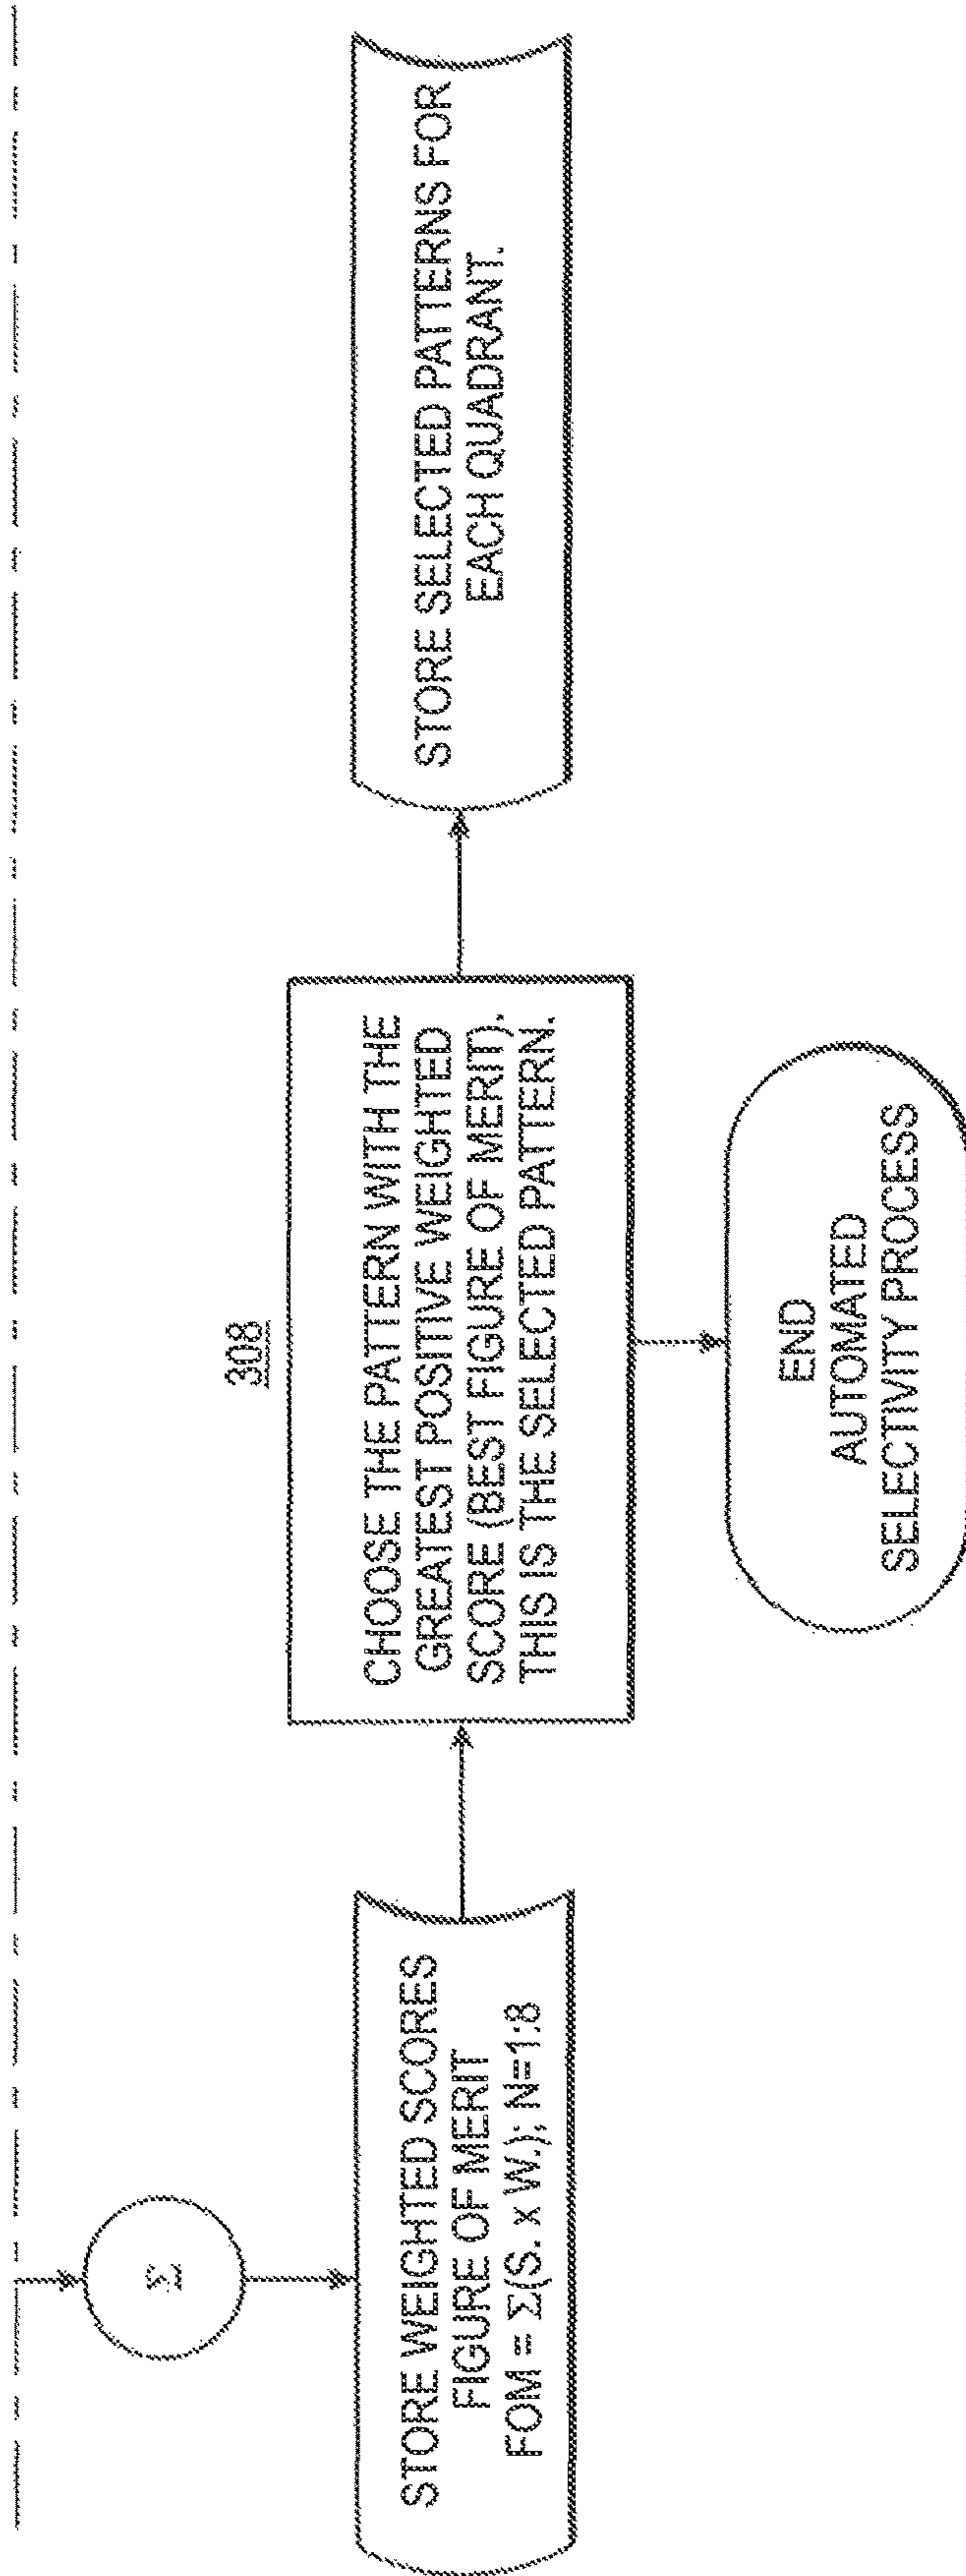 Σ
STORE WEIGHTED SCORES
FIGURE OF MERIT
FOM = Σ(S. x W.); N=1:8
308
CHOOSE THE PATTERN WITH THE
GREATEST POSITIVE WEIGHTED
SCORE (BEST FIGURE OF MERIT).
THIS IS THE SELECTED PATTERN.
STORE SELECTED PATTERNS FOR
EACH QUADRANT.
END
AUTOMATED
SELECTIVITY PROCESS